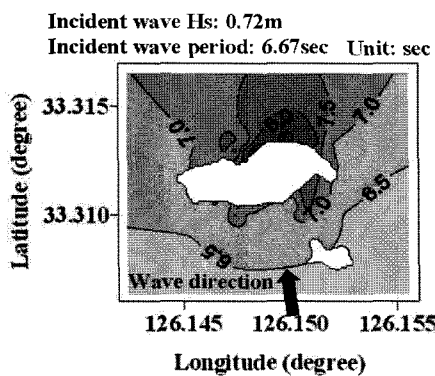 Incident wave Hs: 0.72m
Incident wave period: 6.67sec Unit: sec
33.315
33.310
Latitude (degree)
7.0
8.0
7.5
7.0
6.5
7.0
6.5
Wave direction
126.145 126.150 126.155
Longitude (degree)